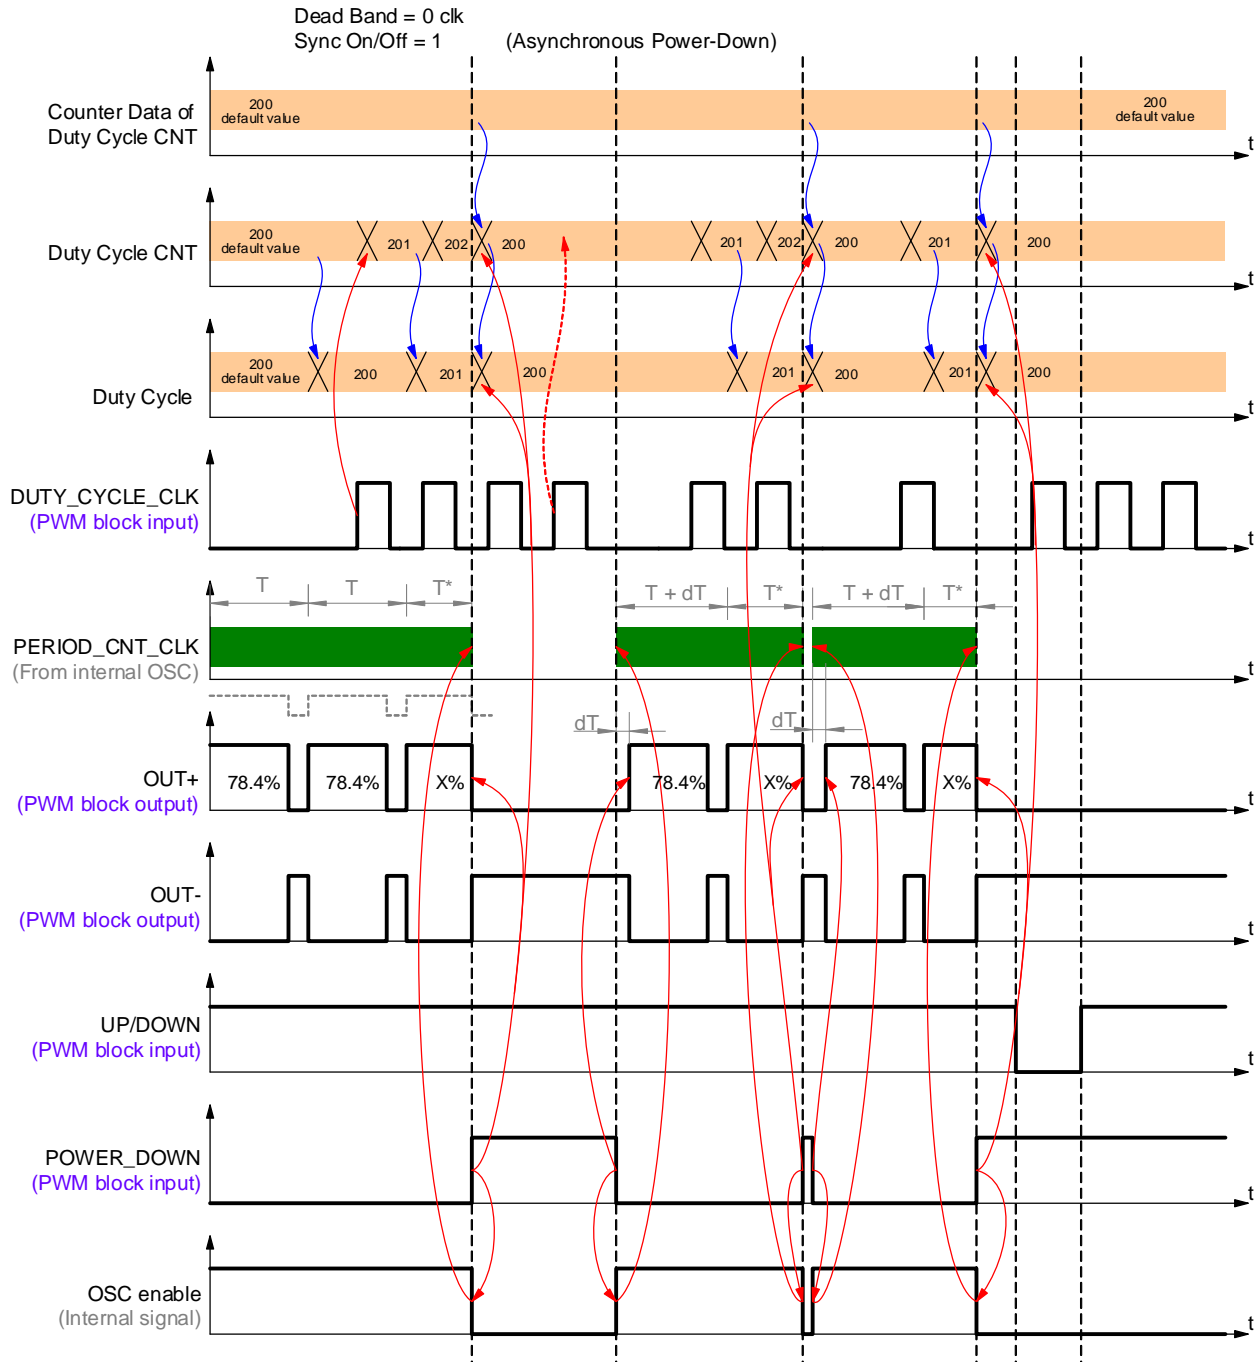 Dead Band = 0 clk
Sync On/Off = 1 (Asynchronous Power-Down)
Counter Data of
Duty Cycle CNT
200
default value
200
default value
t
Duty Cycle CNT
200
default value
201
202
200
201
202
200
201
200
t
Duty Cycle
200
default value
200
201
200
201
200
201
200
t
DUTY_CYCLE_CLK
(PWM block input)
t
T
T
T*
T + dT
T*
T + dT
T*
PERIOD_CNT_CLK
(From internal OSC)
t
dT
dT
OUT+
(PWM block output)
78.4%
78.4%
X%
78.4%
X%
78.4%
X%
t
OUT-
(PWM block output)
t
UP/DOWN
(PWM block input)
t
POWER_DOWN
(PWM block input)
t
OSC enable
(Internal signal)
t